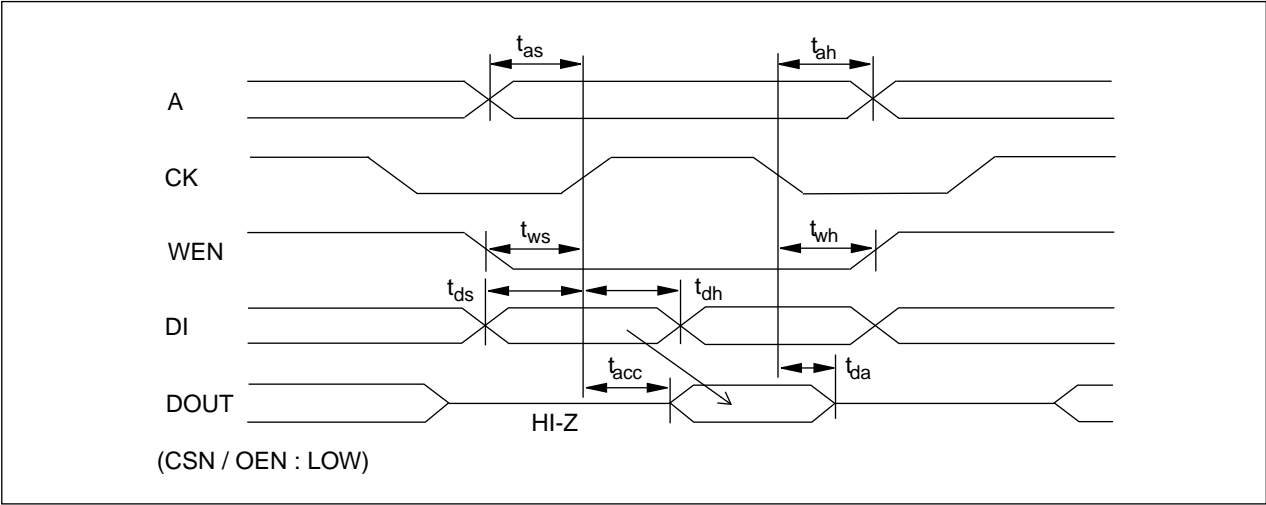 tas
tah
A
CK
tws
twh
WEN
tds
tdh
DI
tacc
tda
DOUT
HI-Z
(CSN / OEN : LOW)